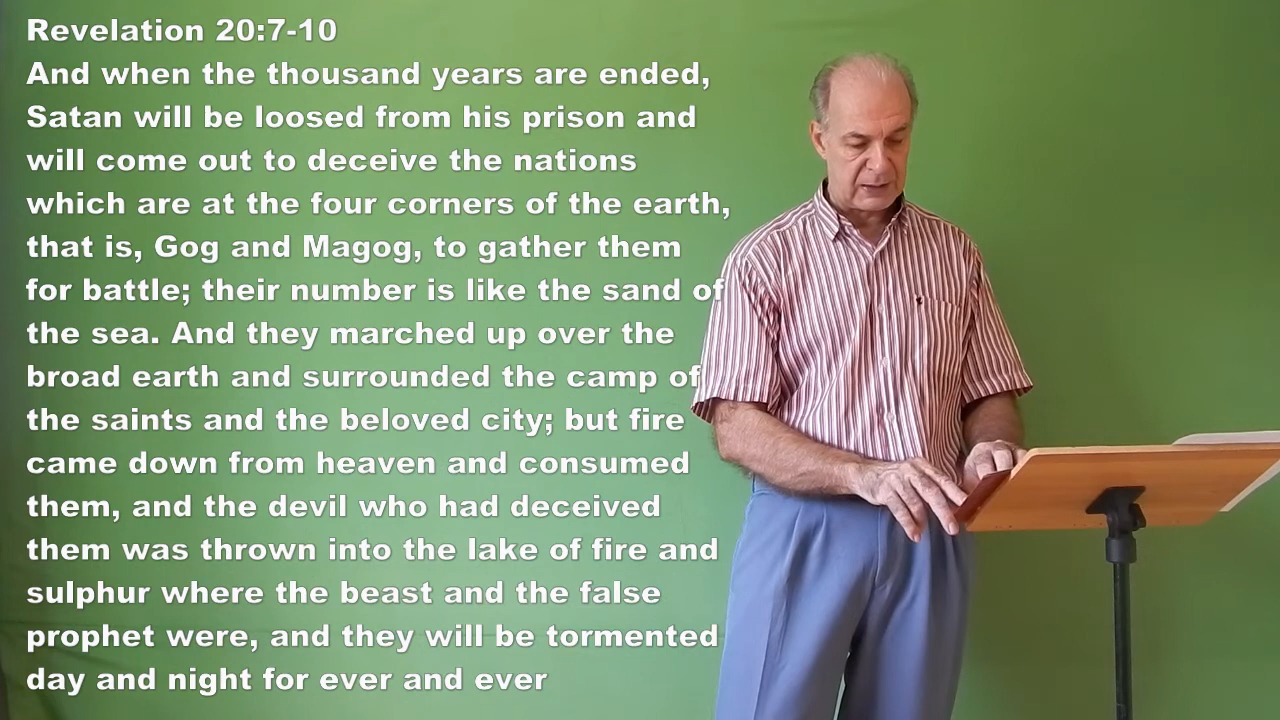 Revelation 20:7-10
And when the thousand years are ended,
Satan will be loosed from his prison and
will come out to deceive the nations
which are at the four corners of the earth,
that is, Gog and Magog, to gather them
for battle; their number is like the sand of
the sea. And they marched up over the
broad earth and surrounded the camp of
the saints and the beloved city; but fire
came down from heaven and consumed
them, and the devil who had deceived
them was thrown into the lake of fire and
sulphur where the beast and the false
prophet were, and they will be tormented
day and night for ever and ever